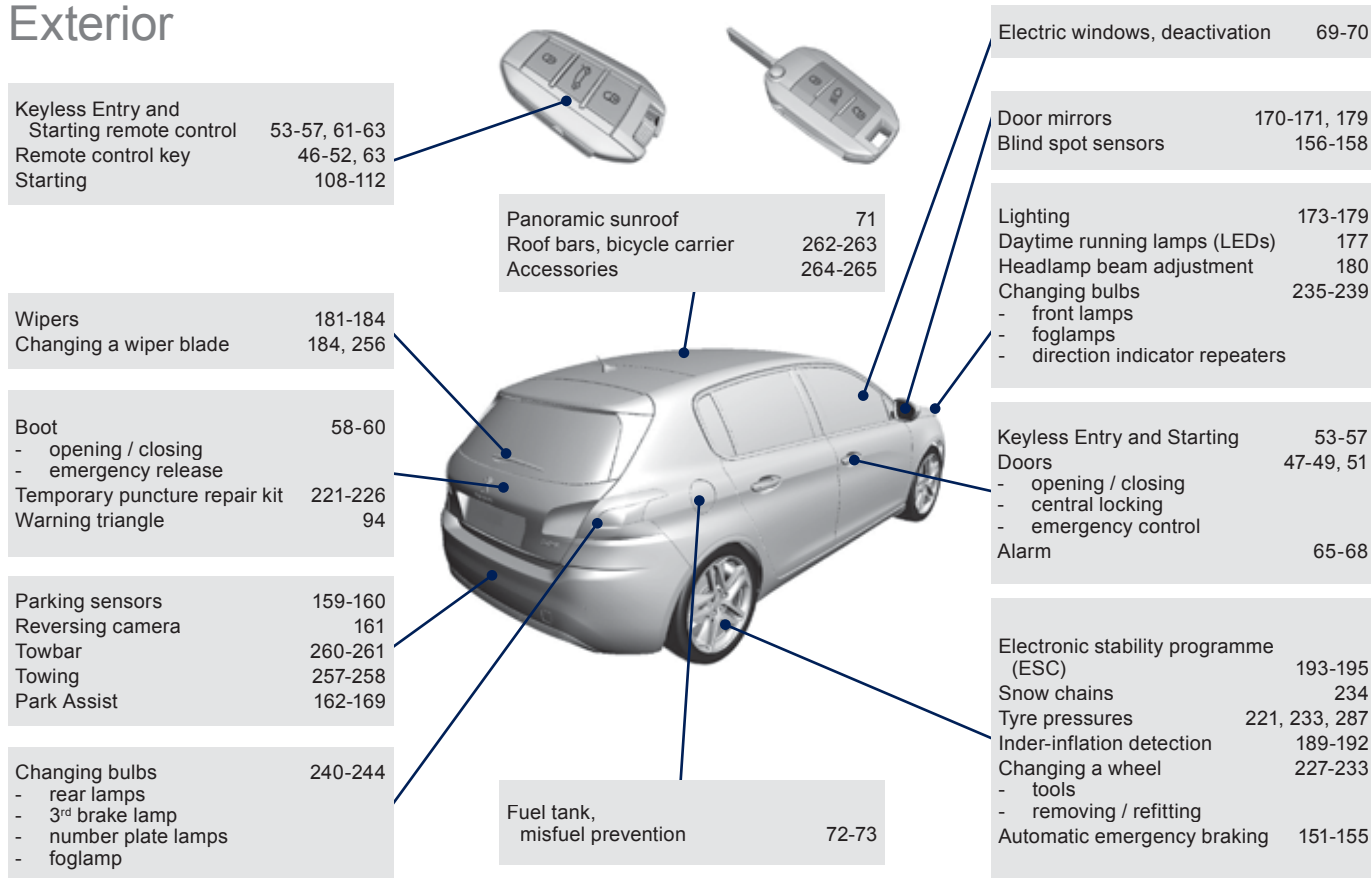 Exterior
Keyless Entry and
Starting remote control 53-57, 61-63
Remote control key 46-52, 63
Starting 108-112
Wipers 181-184
Changing a wiper blade 184, 256
Boot 58-60
- opening / closing
- emergency release
Temporary puncture repair kit 221-226
Warning triangle 94
Parking sensors 159-160
Reversing camera 161
Towbar 260-261
Towing 257-258
Park Assist 162-169
Changing bulbs 240-244
- rear lamps
- 3rd brake lamp
- number plate lamps
- foglamp
Panoramic sunroof 71
Roof bars, bicycle carrier 262-263
Accessories 264-265
Fuel tank,
misfuel prevention 72-73
Electric windows, deactivation 69-70
Door mirrors 170-171, 179
Blind spot sensors 156-158
Lighting 173-179
Daytime running lamps (LEDs) 177
Headlamp beam adjustment 180
Changing bulbs 235-239
- front lamps
- foglamps
- direction indicator repeaters
Keyless Entry and Starting 53-57
Doors 47-49, 51
- opening / closing
- central locking
- emergency control
Alarm 65-68
Electronic stability programme
(ESC) 193-195
Snow chains 234
Tyre pressures 221, 233, 287
Inder-inflation detection 189-192
Changing a wheel 227-233
- tools
- removing / refitting
Automatic emergency braking 151-155